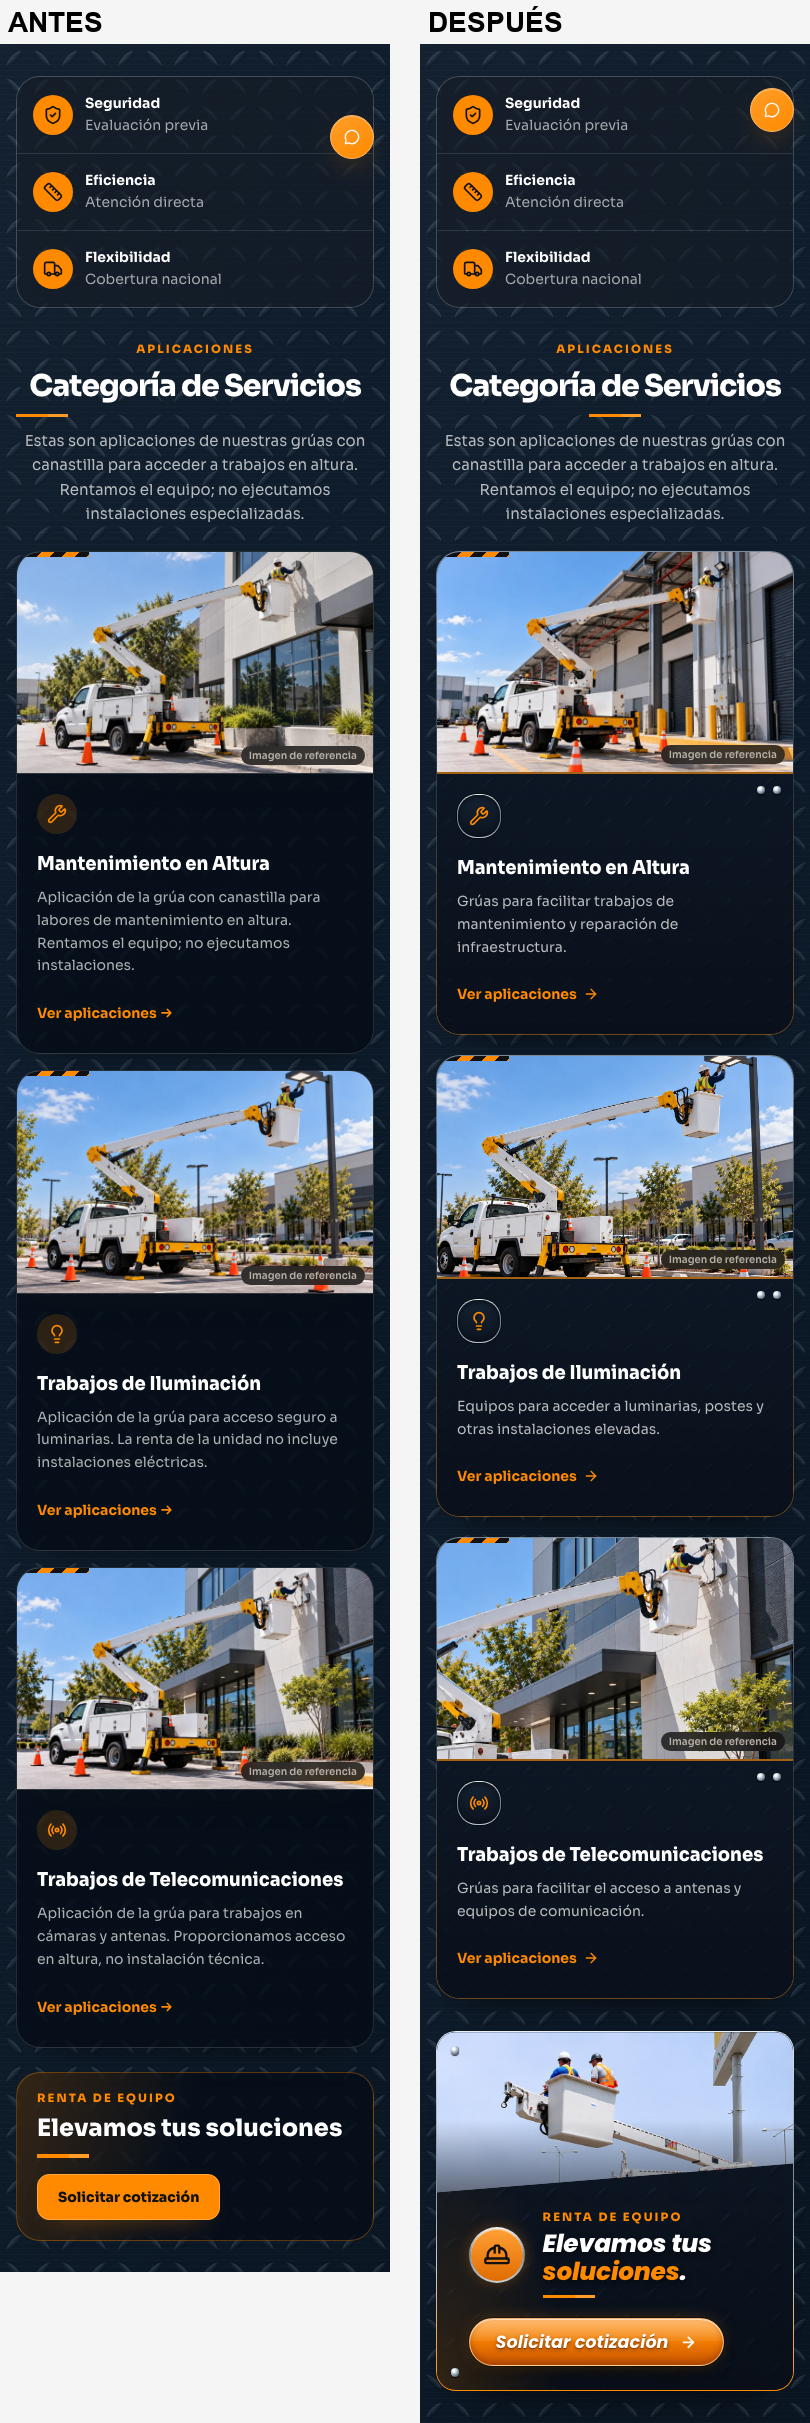 ANTES
Seguridad
Evaluación previa
Eficiencia
Atención directa
Flexibilidad
Cobertura nacional
APLICACIONES
Categoría de Servicios
Estas son aplicaciones de nuestras grúas con
canastilla para acceder a trabajos en altura.
Rentamos el equipo; no ejecutamos
instalaciones especializadas.
Imagen de referencia
Mantenimiento en Altura
Aplicación de la grúa con canastilla para
labores de mantenimiento en altura.
Rentamos el equipo; no ejecutamos
instalaciones.
Ver aplicaciones →
Imagen de referencia
Trabajos de Iluminación
Aplicación de la grúa para acceso seguro a
luminarias. La renta de la unidad no incluye
instalaciones eléctricas.
Ver aplicaciones →
Imagen de referencia
Trabajos de Telecomunicaciones
Aplicación de la grúa para trabajos en
cámaras y antenas. Proporcionamos acceso
en altura, no instalación técnica.
Ver aplicaciones →
RENTA DE EQUIPO
Elevamos tus soluciones
Solicitar cotización
DESPUÉS
Seguridad
Evaluación previa
Eficiencia
Atención directa
Flexibilidad
Cobertura nacional
APLICACIONES
Categoría de Servicios
Estas son aplicaciones de nuestras grúas con
canastilla para acceder a trabajos en altura.
Rentamos el equipo; no ejecutamos
instalaciones especializadas.
Imagen de referencia
Mantenimiento en Altura
Grúas para facilitar trabajos de
mantenimiento y reparación de
infraestructura.
Ver aplicaciones →
Imagen de referencia
Trabajos de Iluminación
Equipos para acceder a luminarias, postes y
otras instalaciones elevadas.
Ver aplicaciones →
Imagen de referencia
Trabajos de Telecomunicaciones
Grúas para facilitar el acceso a antenas y
equipos de comunicación.
Ver aplicaciones →
RENTA DE EQUIPO
Elevamos tus
soluciones.
Solicitar cotización →